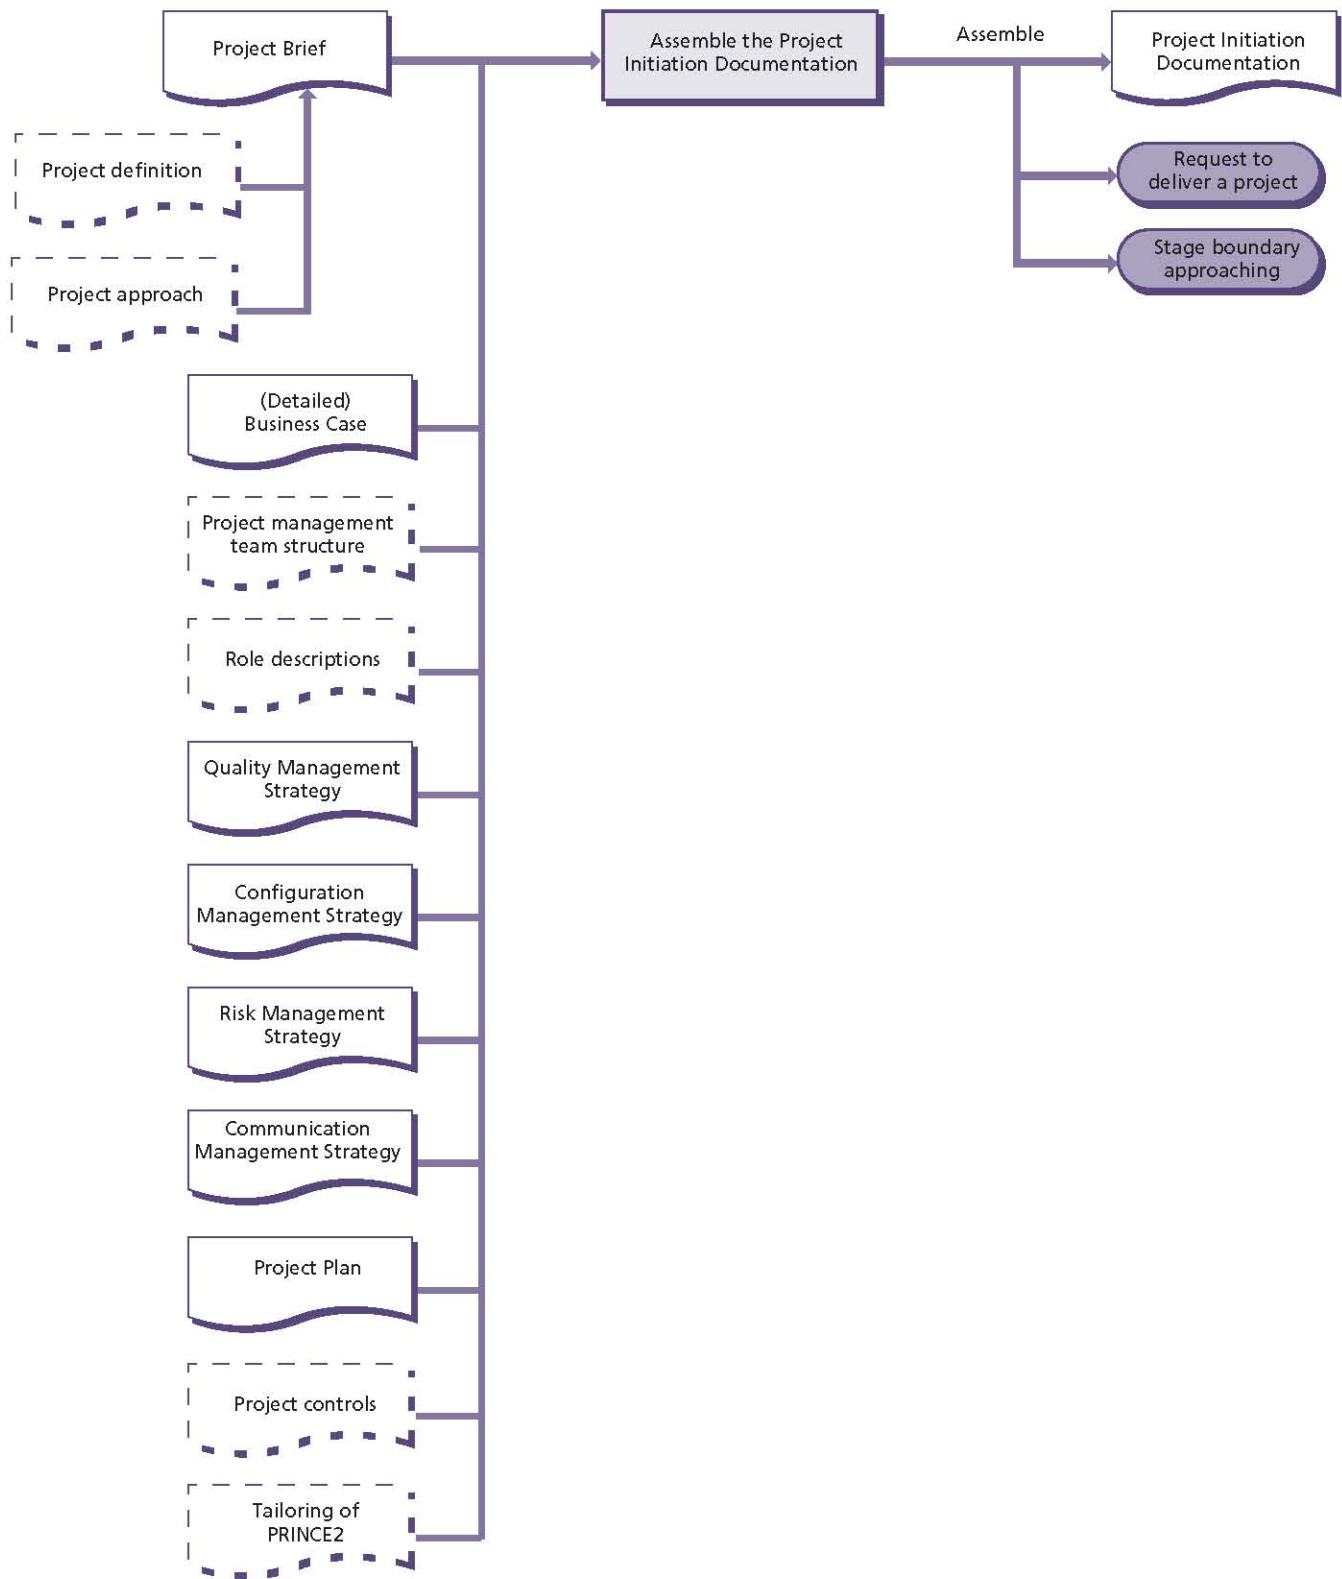 Project Brief
Assemble the Project
Initiation Documentation
Assemble
Project Initiation
Documentation
Project definition
Request to
deliver a project
Stage boundary
approaching
Project approach
(Detailed)
Business Case
Project management
team structure
Role descriptions
Quality Management
Strategy
Configuration
Management Strategy
Risk Management
Strategy
Communication
Management Strategy
Project Plan
Project controls
Tailoring of
PRINCE2